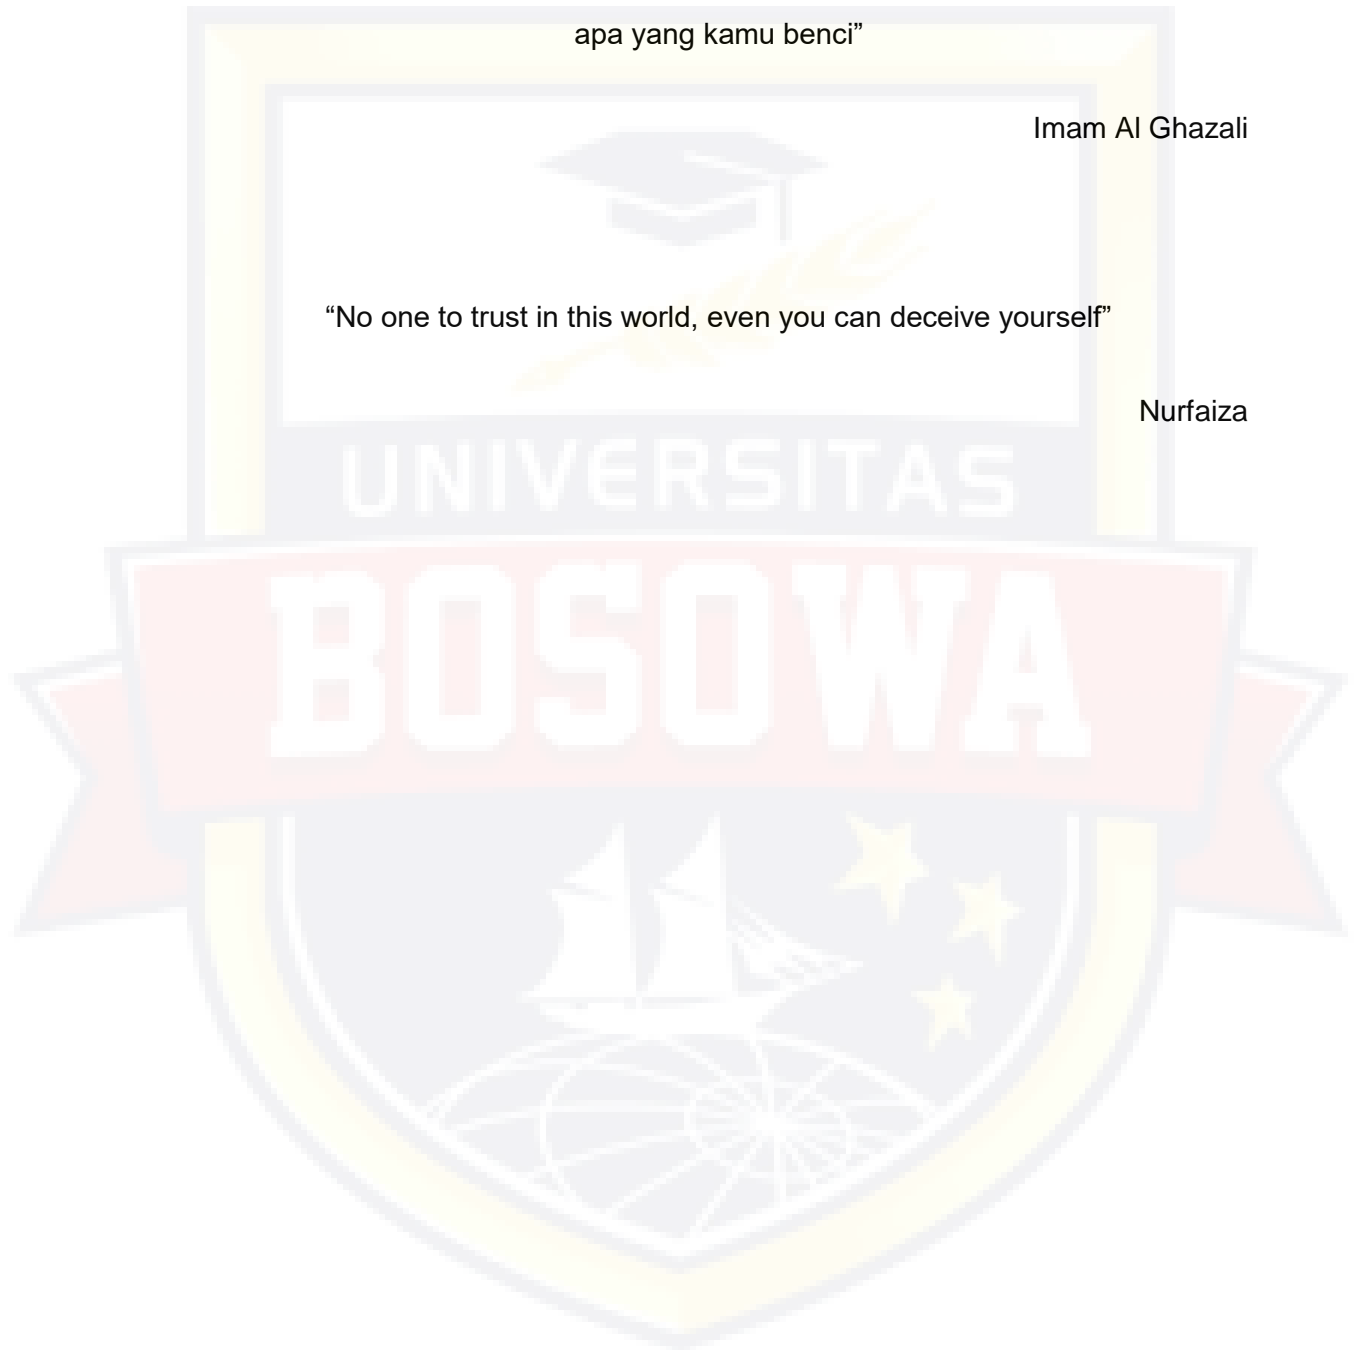 apa yang kamu benci”
Imam Al Ghazali
“No one to trust in this world, even you can deceive yourself”
Nurfaiza
UNIVERSITAS
BOSOWA